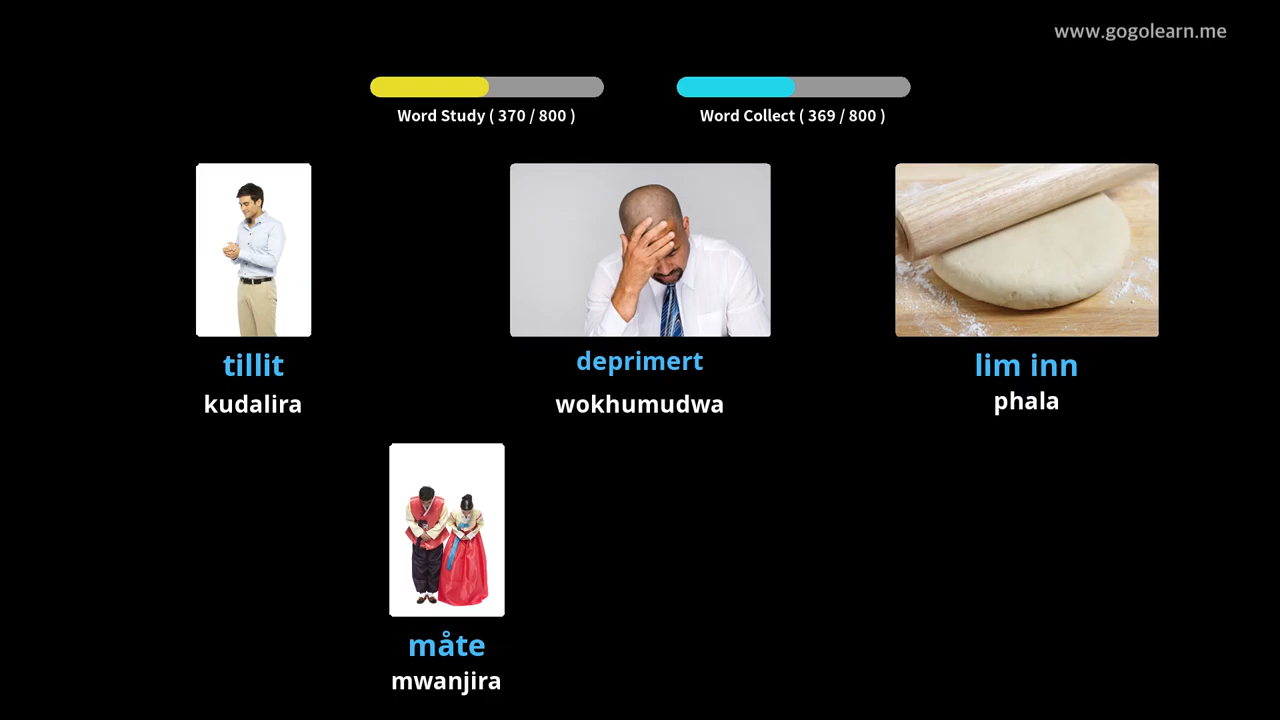 www.gogolearn.me
Word Study ( 370 / 800 )
Word Collect ( 369 / 800 )
tillit
kudalira
deprimert
wokhumudwa
lim inn
phala
måte
mwanjira